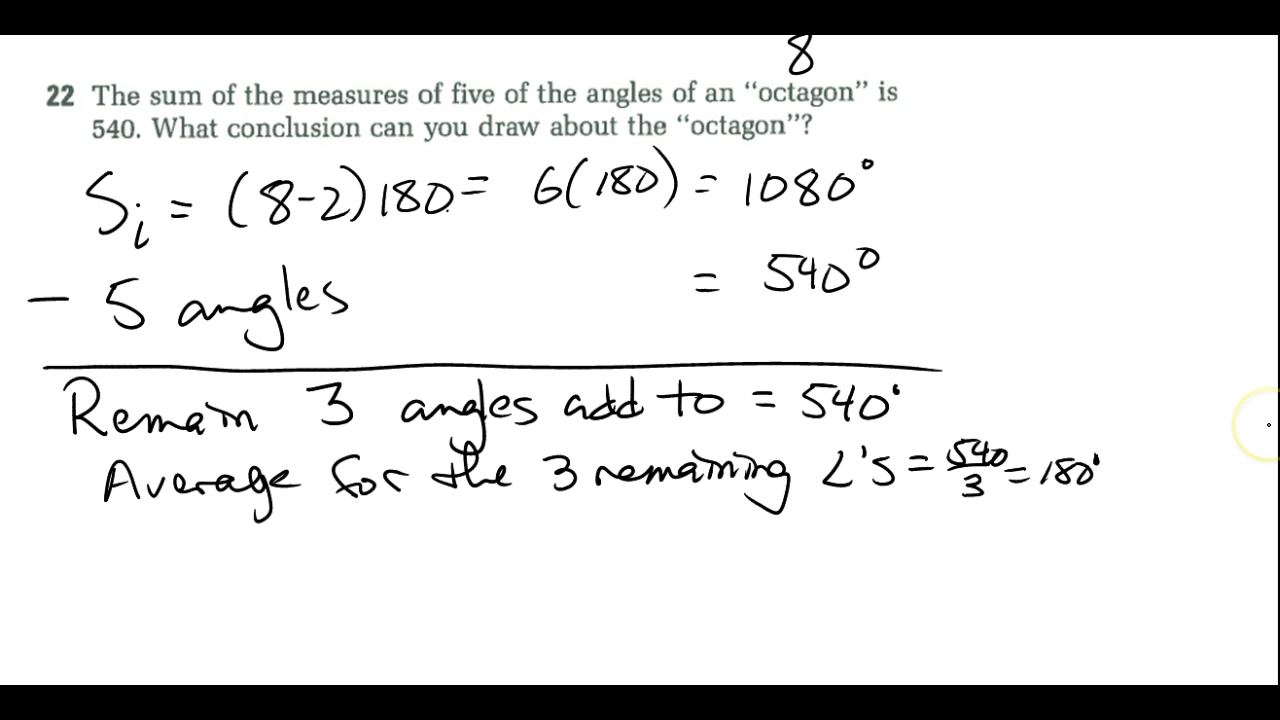 8
22 The sum of the measures of five of the angles of an “octagon” is
540. What conclusion can you draw about the “octagon”?
Si = (8-2)180 = 6(180) = 1080°
- 5 angles = 540°
Remain 3 angles add to = 540°
Average for the 3 remaining ∠'s = 540/3 = 180°